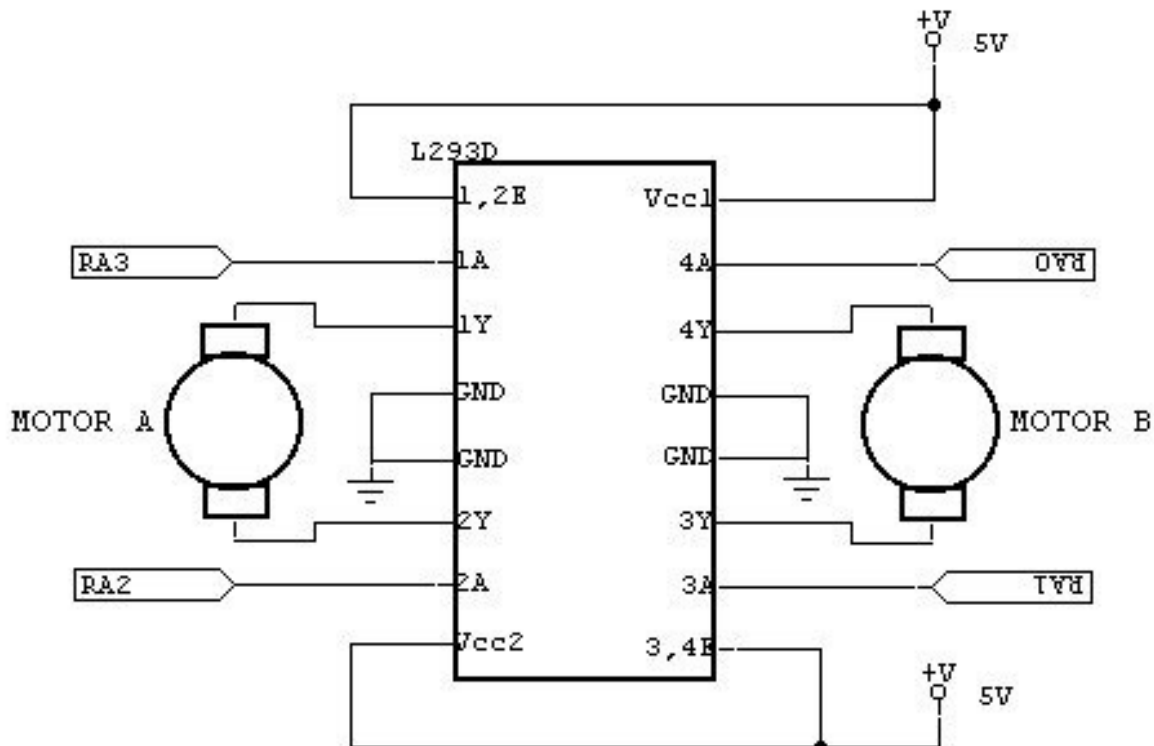 +V
5V
L293D
1,2E
Vcc1
RA3
1A
4A
RA0
1Y
4Y
GND
GND
MOTOR A
MOTOR B
GND
GND
2Y
3Y
RA2
2A
3A
RA1
Vcc2
3,4E
+V
5V